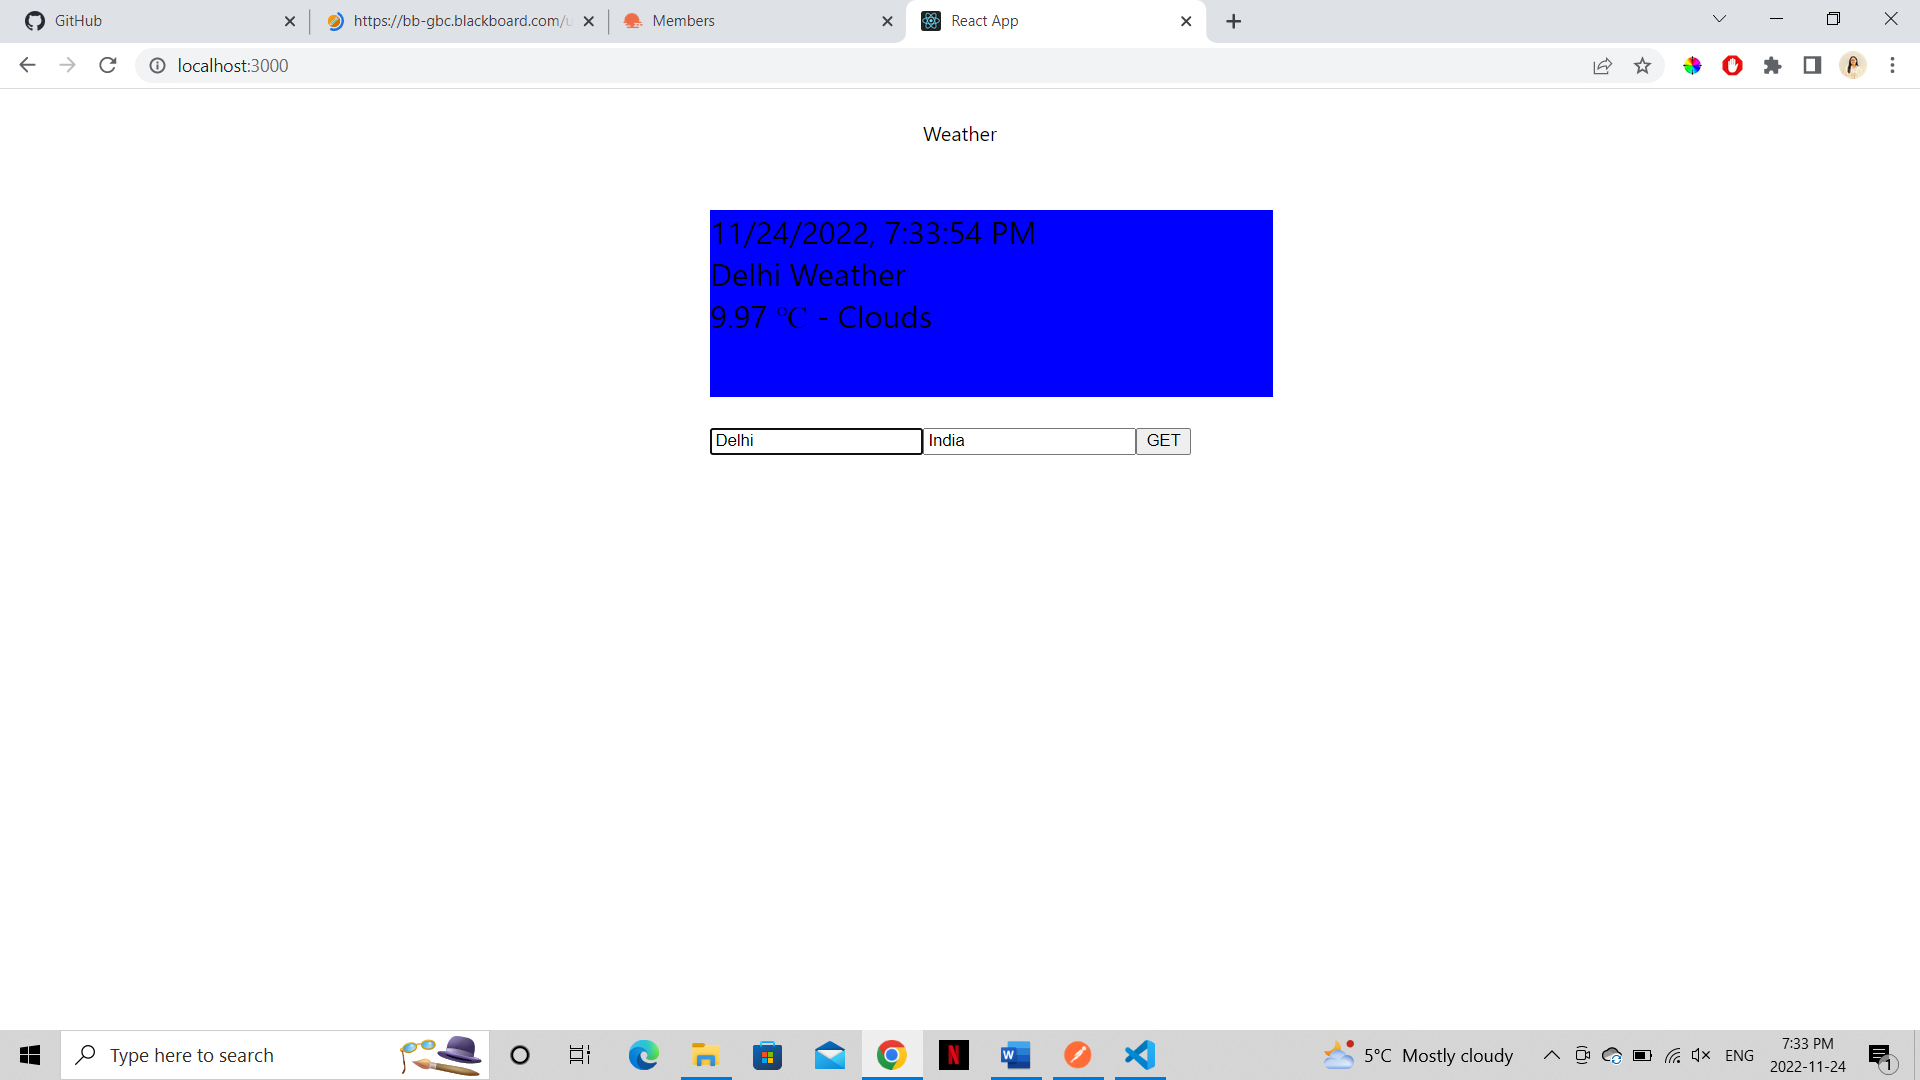 GitHub
https://bb-gbc.blackboard.com/u
Members
React App
localhost:3000
Weather
11/24/2022, 7:33:54 PM
Delhi Weather
9.97 ℃ - Clouds
Delhi India GET
Type here to search
N
W
5°C Mostly cloudy
ENG
7:33 PM
2022-11-24
1